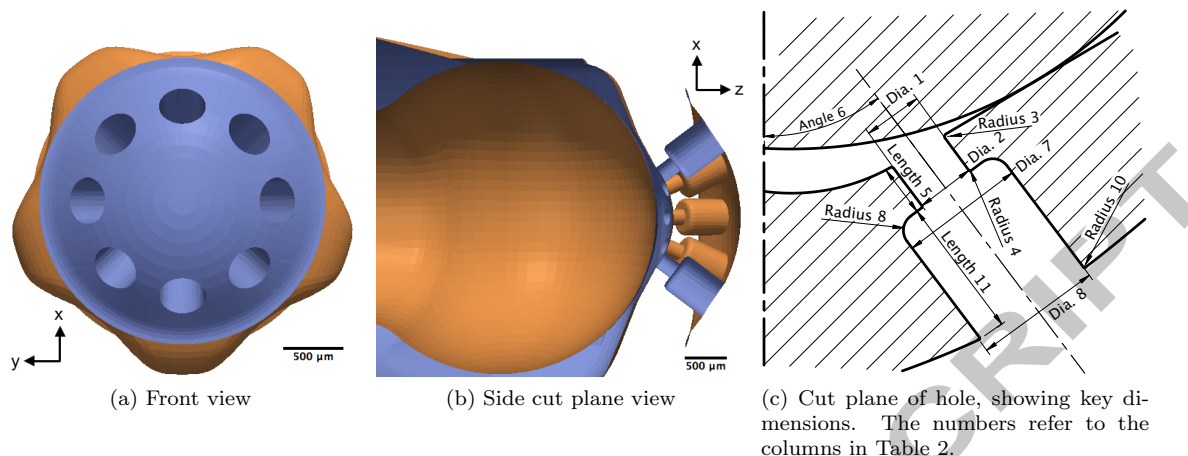 x
y
500 µm
(a) Front view
x
z
500 µm
(b) Side cut plane view
Angle 6
Dia. 1
Radius 3
Dia. 2
Dia. 7
Length 5
Radius 8
Radius 4
Radius 10
Length 11
Dia. 8
(c) Cut plane of hole, showing key di-
mensions. The numbers refer to the
columns in Table 2.
CRIPT